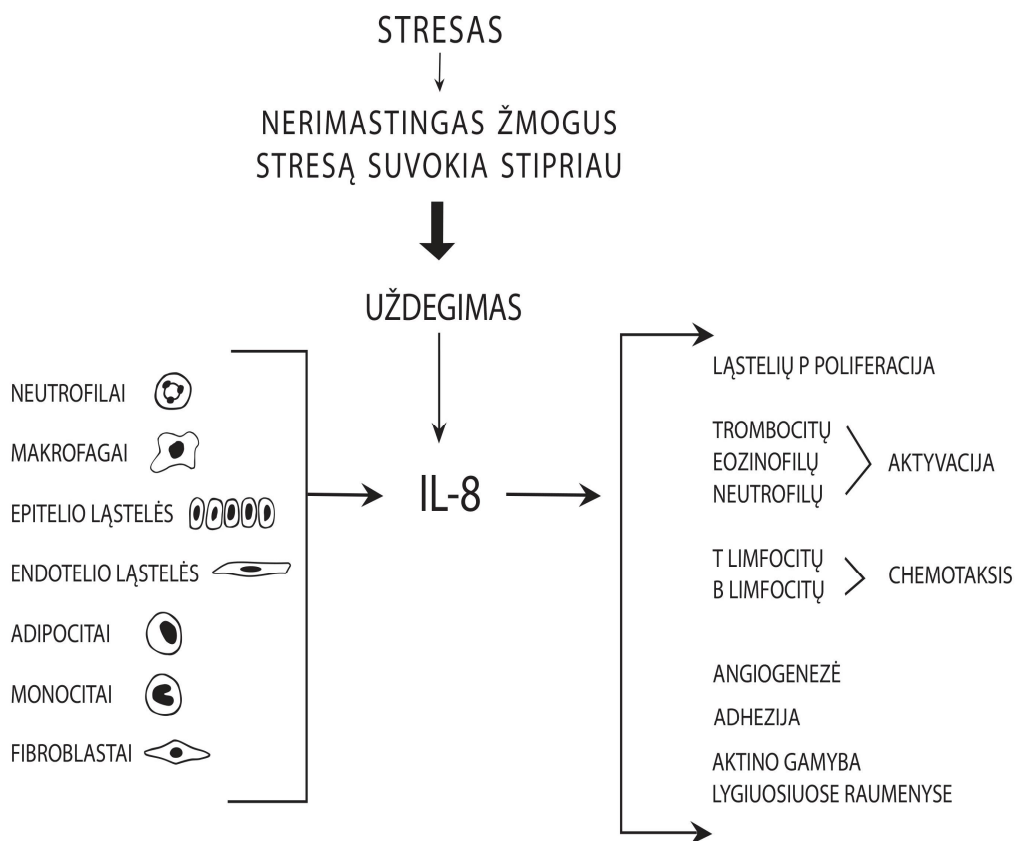 STRESAS
NERIMASTINGAS ŽMOGUS
STRESĄ SUVOKIA STIPRIAU
UŽDEGIMAS
NEUTROFILAI
MAKROFAGAI
EPITELIO LĄSTELĖS
ENDOTELIO LĄSTELĖS
ADIPOCITAI
MONOCITAI
FIBROBLASTAI
IL-8
LĄSTELIŲ P POLIFERACIJA
TROMBOCITŲ
EOZINOFILŲ
NEUTROFILŲ
AKTYVACIJA
T LIMFOCITŲ
B LIMFOCITŲ
CHEMOTAKSIS
ANGIOGENEZĖ
ADHEZIJA
AKTINO GAMYBA
LYGIUOSIUOSE RAUMENYSE